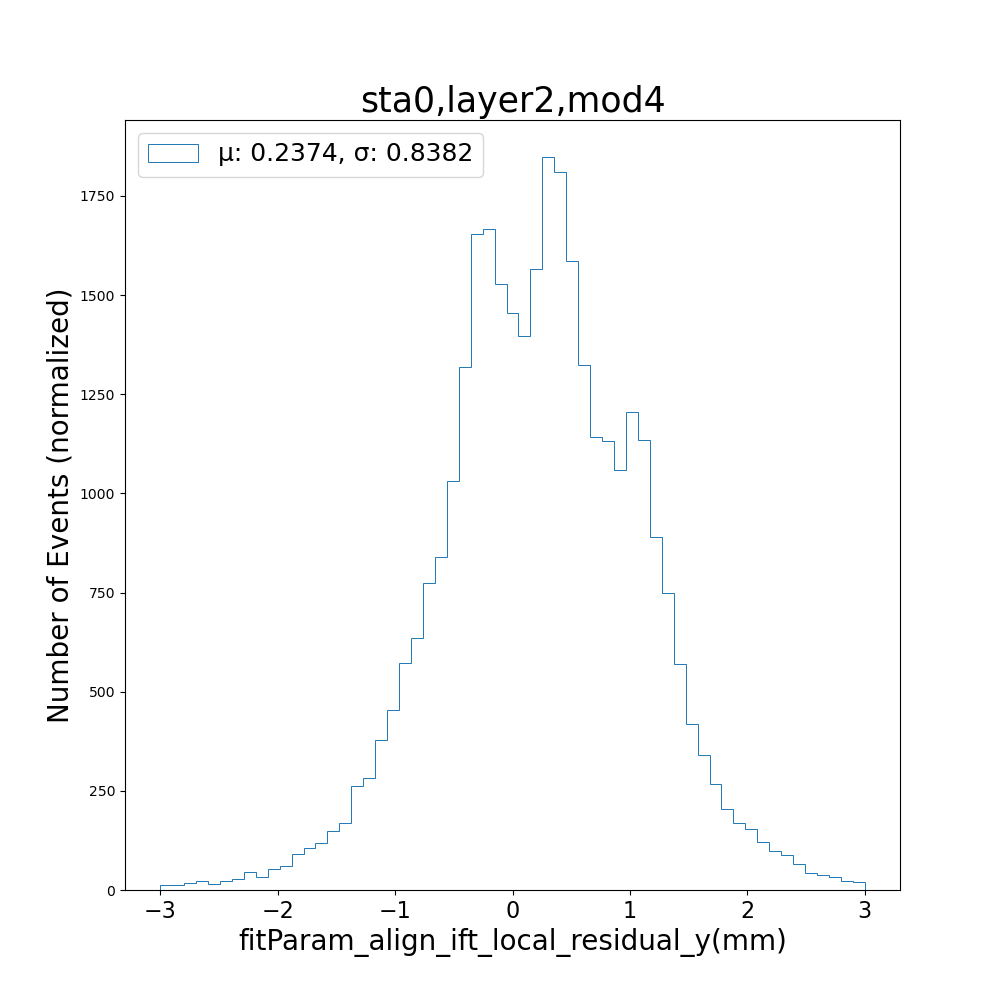 sta0,layer2,mod4
μ: 0.2374, σ: 0.8382
Number of Events (normalized)
1750
1500
1250
1000
750
500
250
0
−3 −2 −1 0 1 2 3
fitParam_align_ift_local_residual_y(mm)